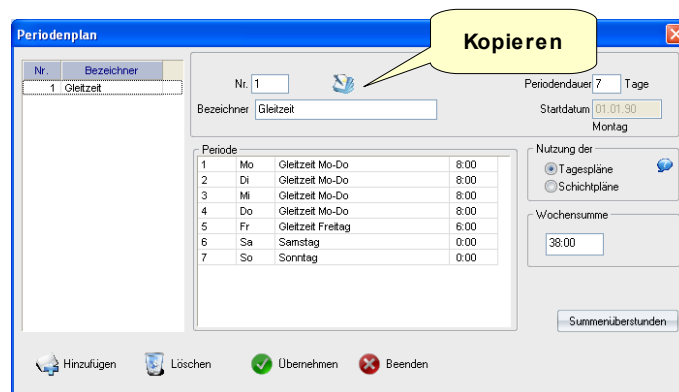 Periodenplan
Kopieren
Nr. Bezeichner
1 Gleitzeit
Nr. 1
Periodendauer 7 Tage
Bezeichner Gleitzeit
Startdatum 01.01.90
Montag
Periode
1 Mo Gleitzeit Mo-Do 8:00
2 Di Gleitzeit Mo-Do 8:00
3 Mi Gleitzeit Mo-Do 8:00
4 Do Gleitzeit Mo-Do 8:00
5 Fr Gleitzeit Freitag 6:00
6 Sa Samstag 0:00
7 So Sonntag 0:00
Nutzung der
Tagespläne
Schichtpläne
Wochensumme
38:00
Summenüberstunden
Hinzufügen Löschen Übernehmen Beenden